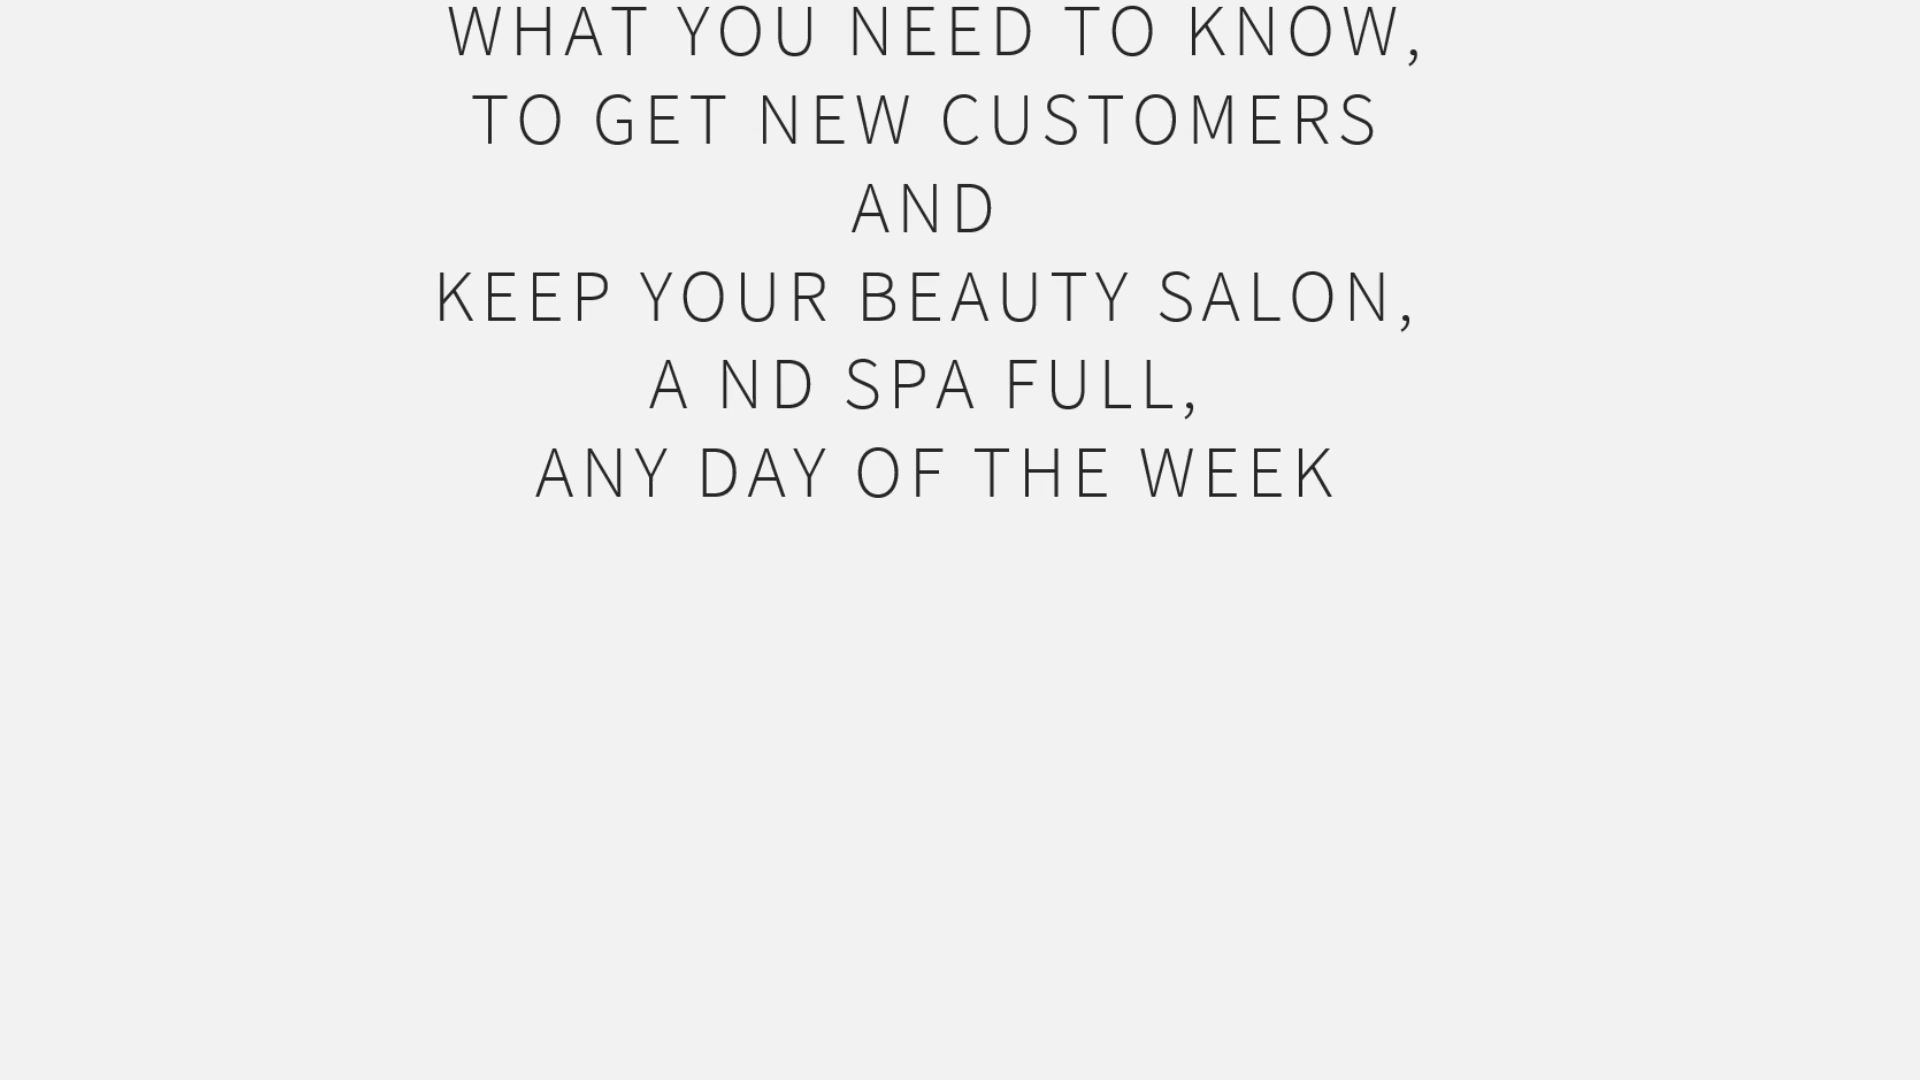 WHAT YOU NEED TO KNOW,
TO GET NEW CUSTOMERS
AND
KEEP YOUR BEAUTY SALON,
A ND SPA FULL,
ANY DAY OF THE WEEK